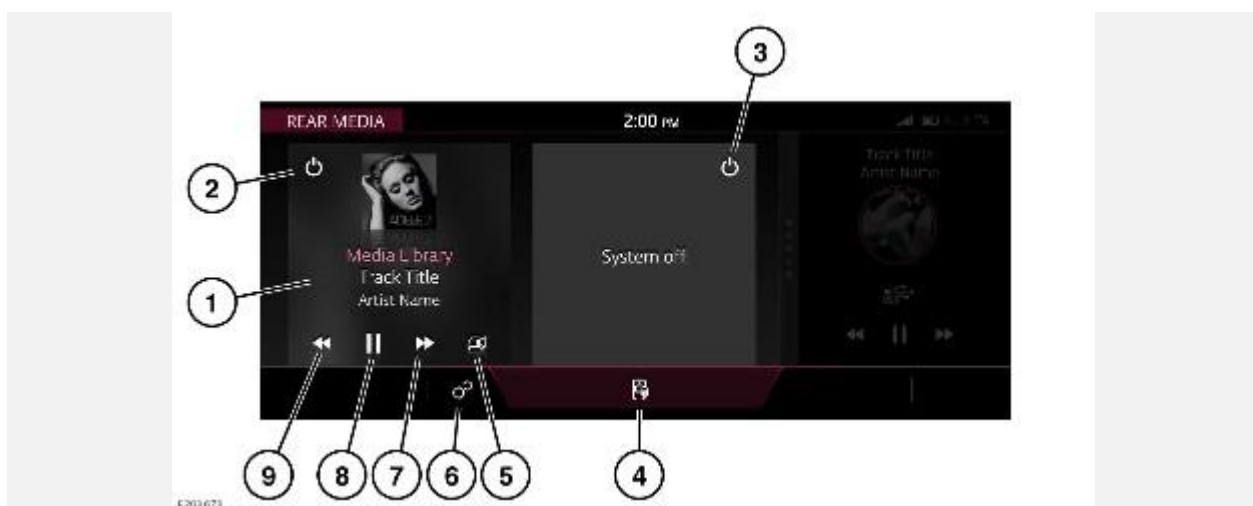 3
REAR MEDIA
2:00 PM
Track Title
Artist Name
2
Media Library
System off
Track Title
1
Artist Name
9
8
7
6
5
4